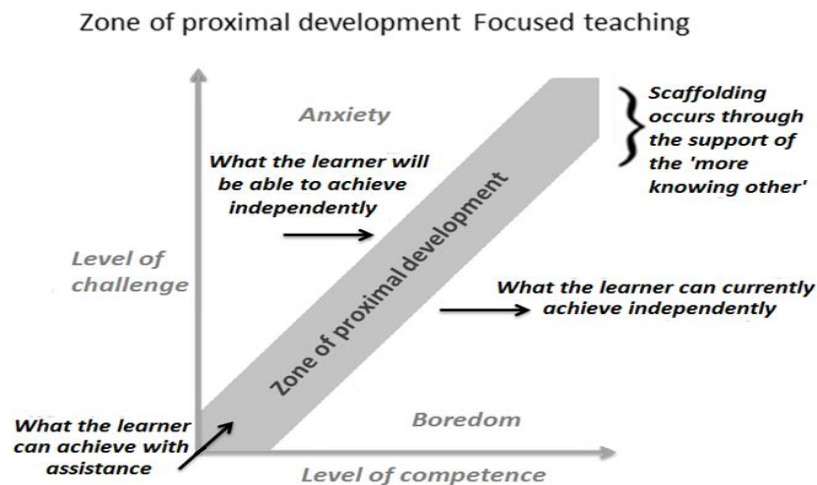 Zone of proximal development Focused teaching
Anxiety
What the learner will
be able to achieve
independently
Scaffolding
occurs through
the support of
the 'more
knowing other'
Level of
challenge
Zone of proximal development
What the learner can currently
achieve independently
What the learner
can achieve with
assistance
Boredom
Level of competence